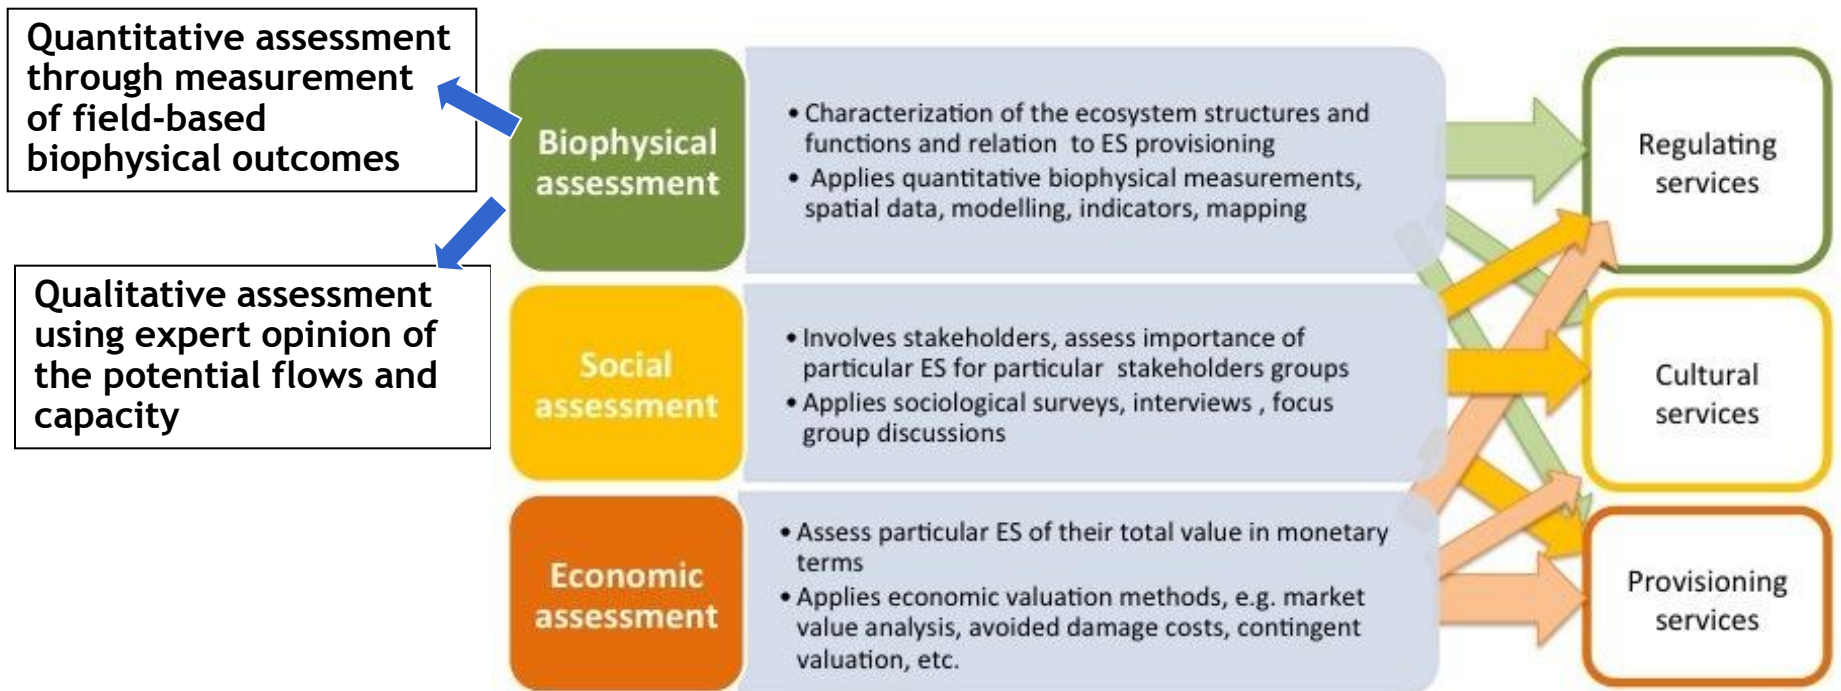 Quantitative assessment
through measurement
of field-based
biophysical outcomes
Qualitative assessment
using expert opinion of
the potential flows and
capacity
Biophysical
assessment
• Characterization of the ecosystem structures and
functions and relation to ES provisioning
• Applies quantitative biophysical measurements,
spatial data, modelling, indicators, mapping
Social
assessment
• Involves stakeholders, assess importance of
particular ES for particular stakeholders groups
• Applies sociological surveys, interviews , focus
group discussions
Economic
assessment
• Assess particular ES of their total value in monetary
terms
• Applies economic valuation methods, e.g. market
value analysis, avoided damage costs, contingent
valuation, etc.
Regulating
services
Cultural
services
Provisioning
services